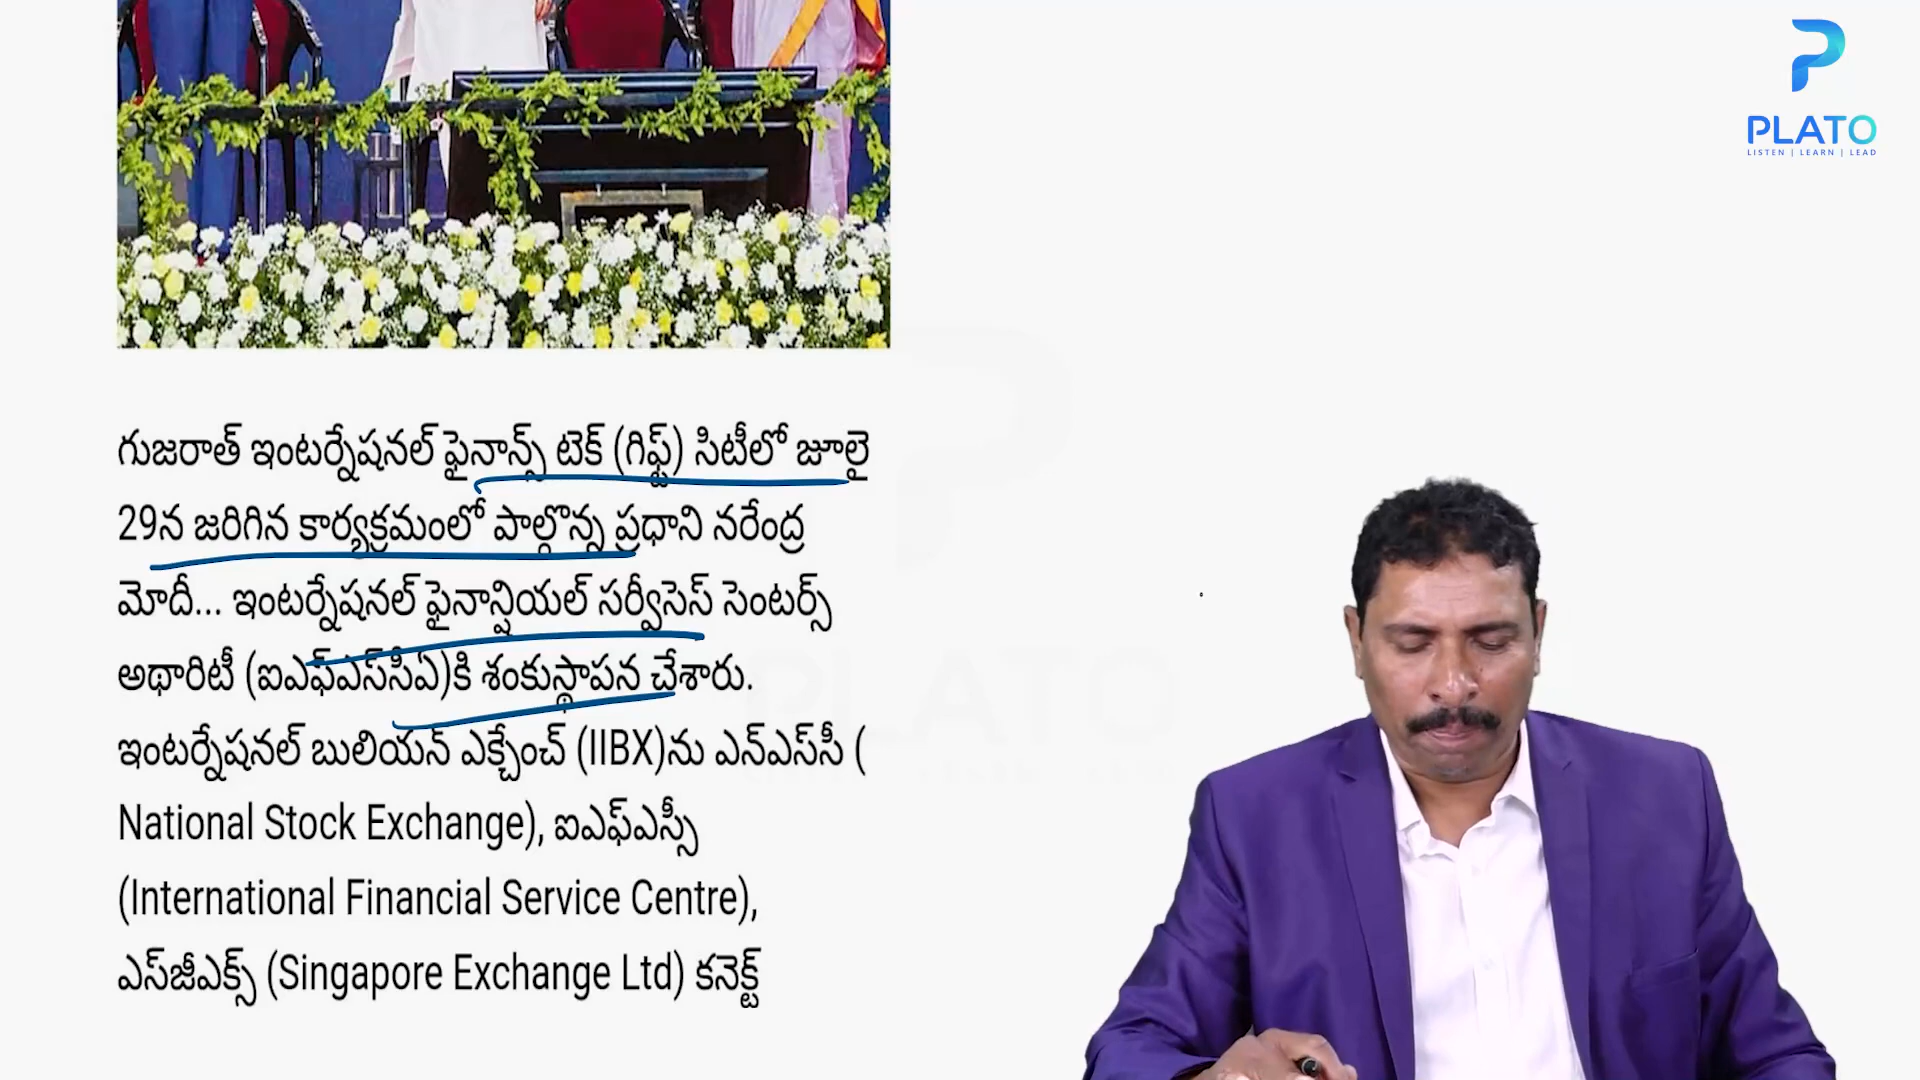 PLATO
LISTEN | LEARN | LEAD
గుజరాత్ ఇంటర్నేషనల్ ఫైనాన్స్ టెక్ (గిఫ్ట్) సిటీలో జూలై
29న జరిగిన కార్యక్రమంలో పాల్గొన్న ప్రధాని నరేంద్ర
మోదీ... ఇంటర్నేషనల్ ఫైనాన్షియల్ సర్వీసెస్ సెంటర్స్
అథారిటీ (ఐఎఫ్ఎస్‌సీఏ)కి శంకుస్థాపన చేశారు.
ఇంటర్నేషనల్ బులియన్ ఎక్చేంచ్ (IIBX)ను ఎన్ఎస్‌సీ (
National Stock Exchange), ఐఎఫ్ఎస్సీ
(International Financial Service Centre),
ఎస్‌జీఎక్స్ (Singapore Exchange Ltd) కనెక్ట్
PLATO